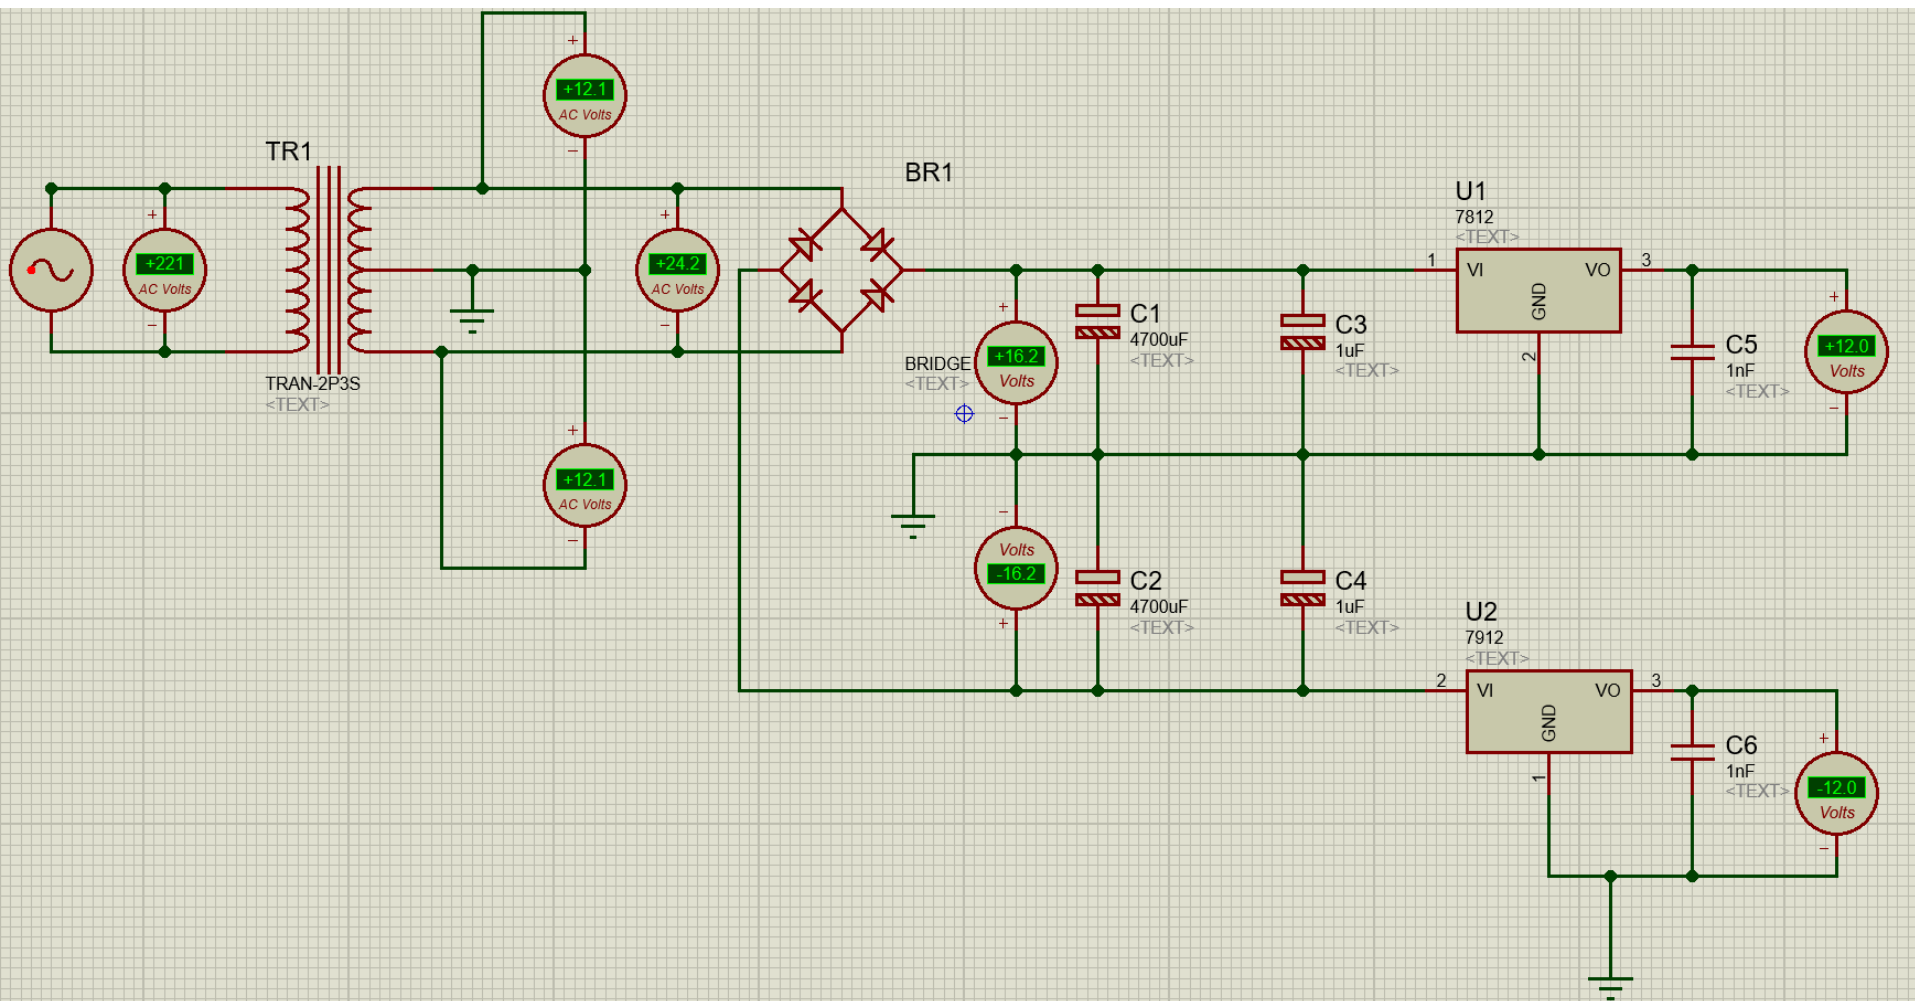 +12.1
AC Volts
TR1
BR1
U1
7812
<TEXT>
+221
AC Volts
+24.2
AC Volts
1
VI
VO
3
GND
2
C1
4700uF
<TEXT>
C3
1uF
<TEXT>
C5
1nF
<TEXT>
+12.0
Volts
BRIDGE
<TEXT>
+16.2
Volts
TRAN-2P3S
<TEXT>
+12.1
AC Volts
Volts
-16.2
C2
4700uF
<TEXT>
C4
1uF
<TEXT>
U2
7912
<TEXT>
2
VI
VO
3
GND
1
C6
1nF
<TEXT>
-12.0
Volts